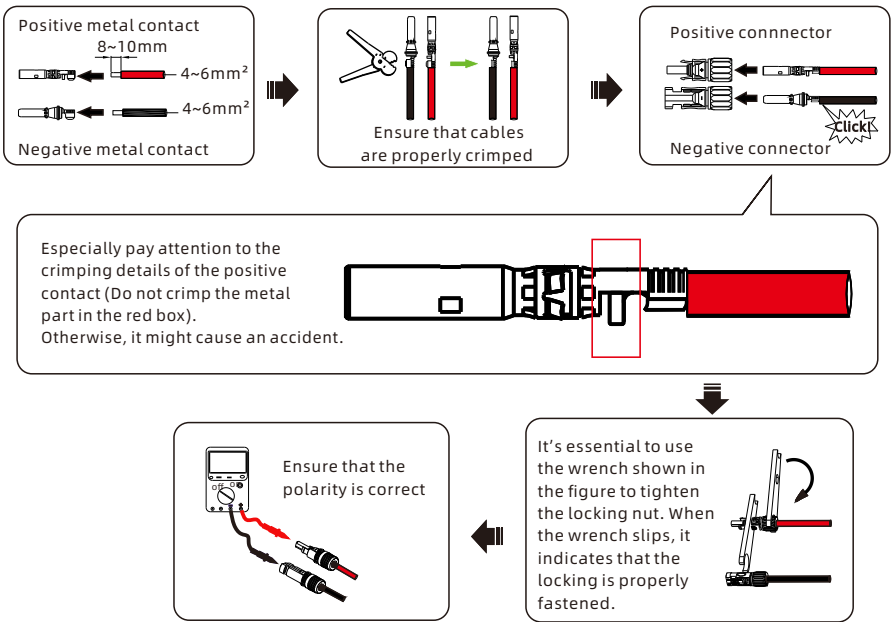 Positive metal contact
8~10mm
4~6mm²
4~6mm²
Negative metal contact
Ensure that cables
are properly crimped
Positive connnector
Click!
Negative connector
Especially pay attention to the
crimping details of the positive
contact (Do not crimp the metal
part in the red box).
Otherwise, it might cause an accident.
It's essential to use
the wrench shown in
the figure to tighten
the locking nut. When
the wrench slips, it
indicates that the
locking is properly
fastened.
Ensure that the
polarity is correct